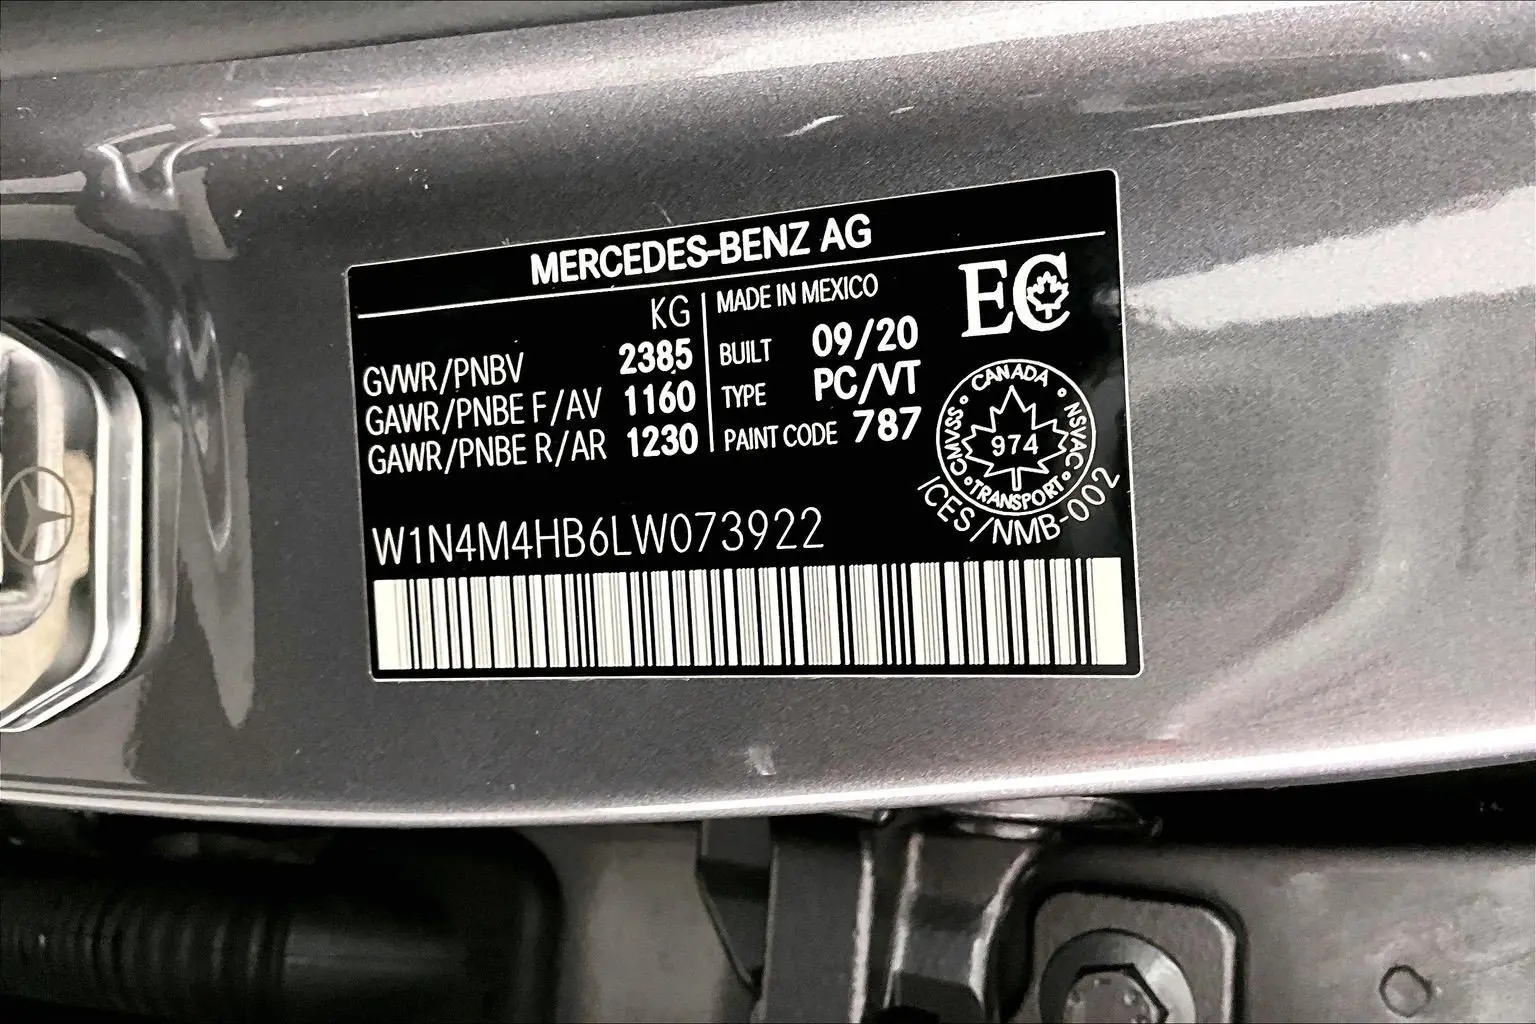 MERCEDES-BENZ AG
KG
GVWR/PNBV 2385
GAWR/PNBE F/AV 1160
GAWR/PNBE R/AR 1230
MADE IN MEXICO
BUILT 09/20
TYPE PC/VT
PAINT CODE 787
EC
CANADA
CMVSS
NSVAC
974
TRANSPORT
ICES/NMB-002
W1N4M4HB6LW073922